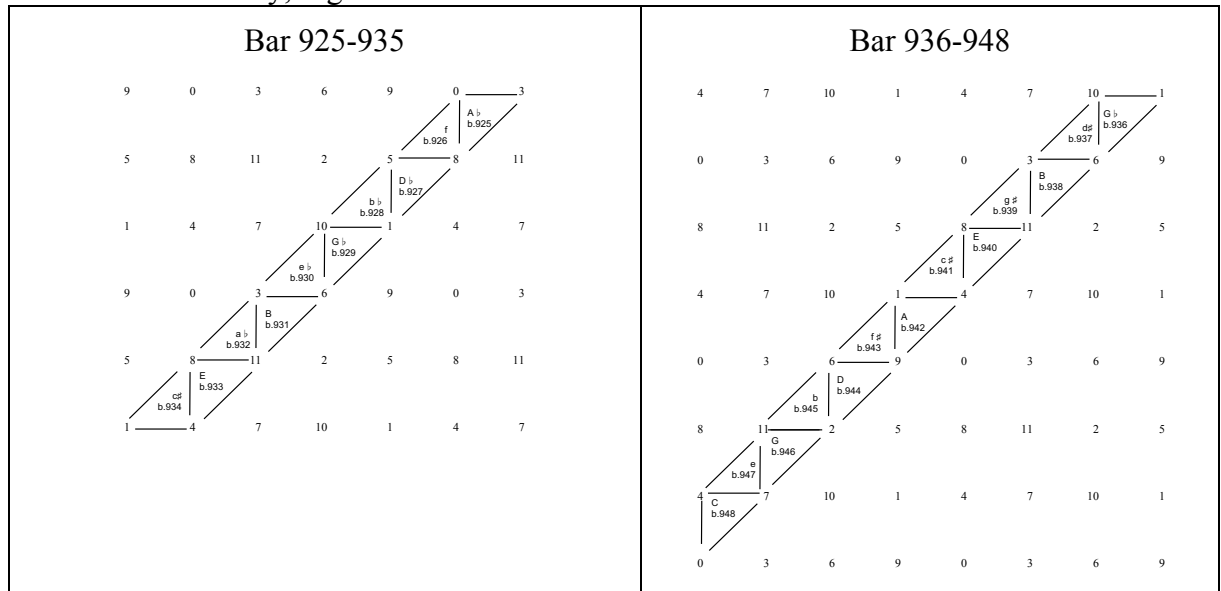 Bar 925-935
9 0 3 6 9 0 3
A♭
b.925
f
b.926
5 8 11 2 5 8 11
D♭
b.927
b♭
b.928
1 4 7 10 1 4 7
G♭
b.929
e♭
b.930
9 0 3 6 9 0 3
B
b.931
a♭
b.932
5 8 11 2 5 8 11
E
b.933
c♯
b.934
1 4 7 10 1 4 7
Bar 936-948
4 7 10 1 4 7 10 1
G♭
b.936
d♯
b.937
0 3 6 9 0 3 6 9
B
b.938
g♯
b.939
8 11 2 5 8 11 2 5
E
b.940
c♯
b.941
4 7 10 1 4 7 10 1
A
b.942
f♯
b.943
0 3 6 9 0 3 6 9
D
b.944
b
b.945
8 11 2 5 8 11 2 5
G
b.946
e
b.947
4 7 10 1 4 7 10 1
C
b.948
0 3 6 9 0 3 6 9